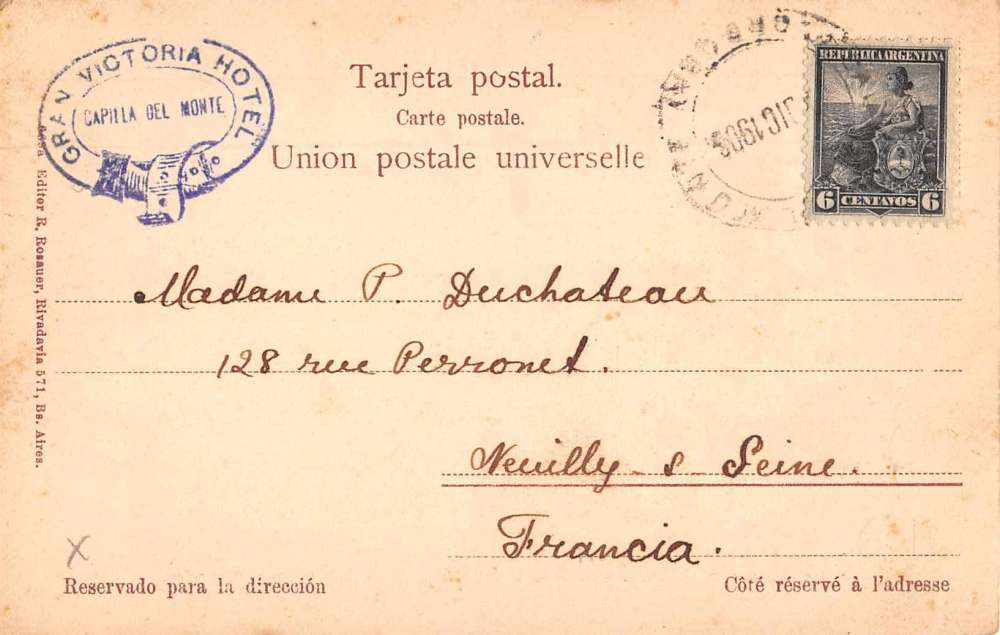 GRAN VICTORIA HOTEL
CAPILLA DEL MONTE
Tarjeta postal.
Carte postale.
Union postale universelle
REPUBLICA ARGENTINA
6 CENTAVOS 6
Madame P. Duchateau
128 rue Perronet.
Neuilly s Seine.
Francia.
Editor R. Rosauer, Rivadavia 571, Bs. Aires.
Reservado para la dirección
Côté réservé à l'adresse